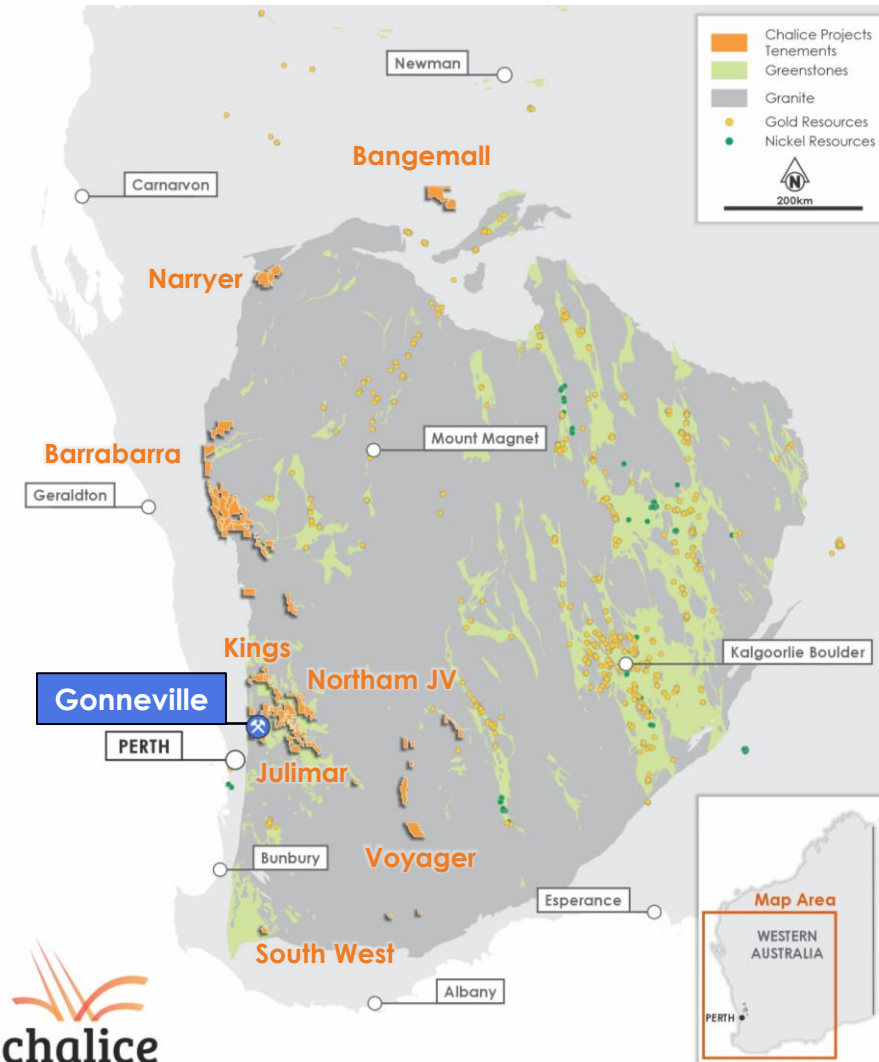 Chalice Projects
Tenements
Greenstones
Granite
Gold Resources
Nickel Resources
N
200km
Newman
Bangemall
Carnarvon
Narryer
Mount Magnet
Barrabarra
Geraldton
Kings
Northam JV
Kalgoorlie Boulder
Gonneville
PERTH
Julimar
Voyager
Bunbury
Esperance
South West
Albany
Map Area
WESTERN
AUSTRALIA
PERTH
chalice